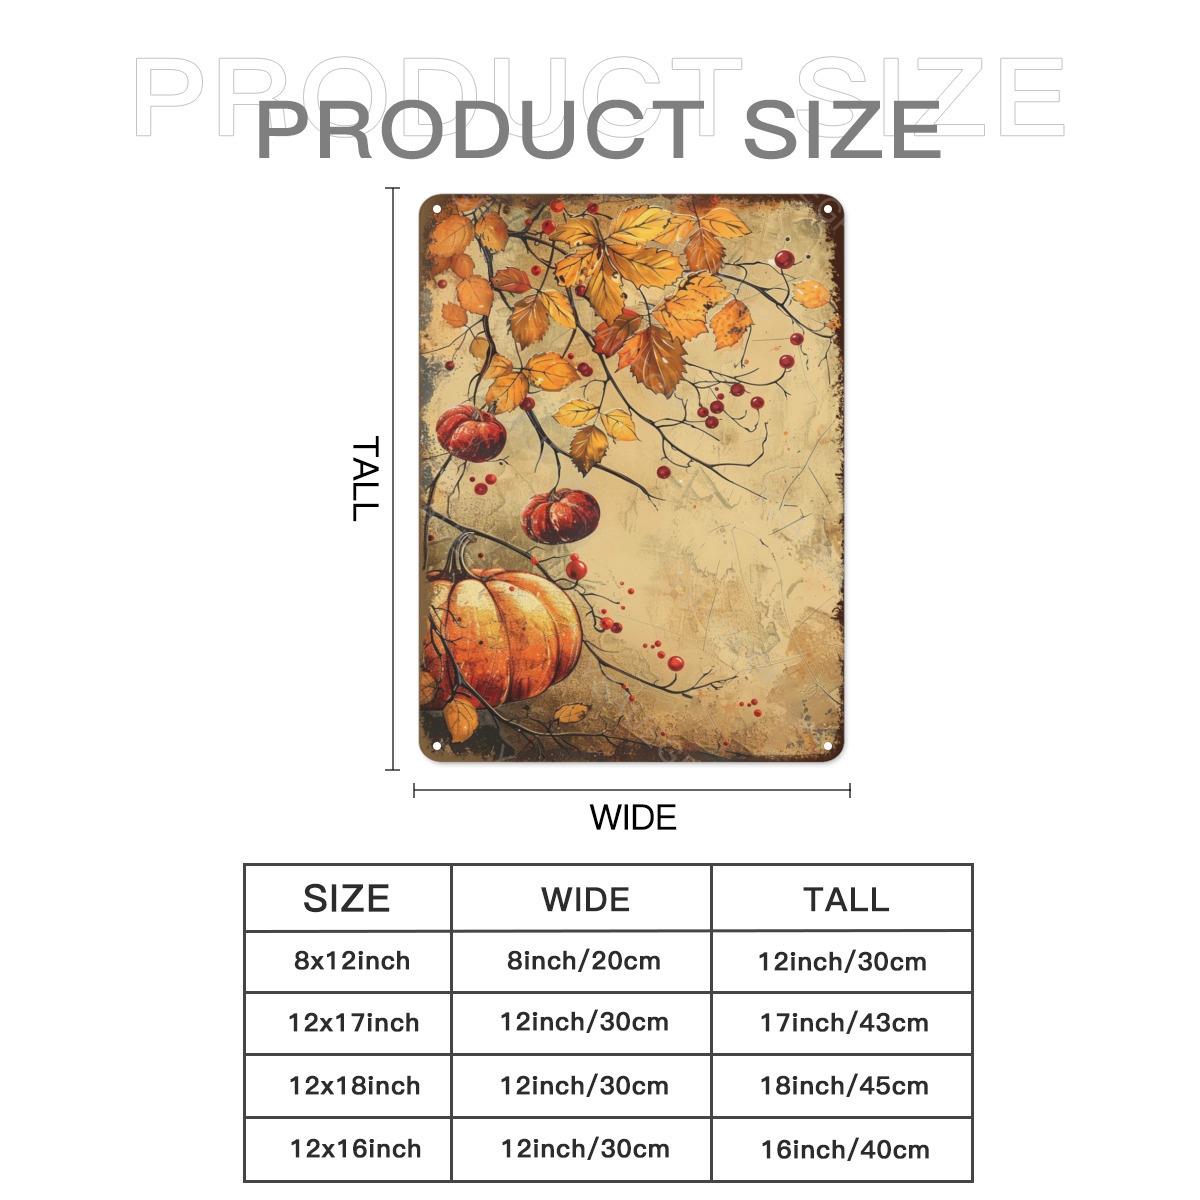 PRODUCT SIZE
PRODUCT SIZE
TALL
WIDE
SIZE WIDE TALL
8x12inch 8inch/20cm 12inch/30cm
12x17inch 12inch/30cm 17inch/43cm
12x18inch 12inch/30cm 18inch/45cm
12x16inch 12inch/30cm 16inch/40cm